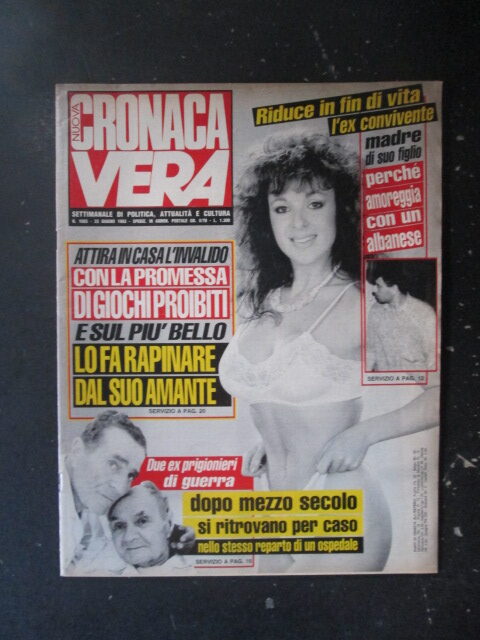 NUOVA
CRONACA
VERA
SETTIMANALE DI POLITICA, ATTUALITÀ E CULTURA
Riduce in fin di vita
l'ex convivente
madre
di suo figlio
perché
amoreggia
con un
albanese
SERVIZIO A PAG. 12
ATTIRA IN CASA L'INVALIDO
CON LA PROMESSA
DI GIOCHI PROIBITI
E SUL PIU' BELLO
LO FA RAPINARE
DAL SUO AMANTE
SERVIZIO A PAG. 20
Due ex prigionieri
di guerra
dopo mezzo secolo
si ritrovano per caso
nello stesso reparto di un ospedale
SERVIZIO A PAG.